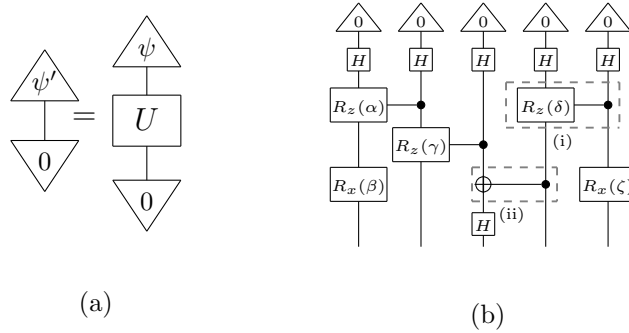 0 0 0 0 0
ψ
H H H H H
ψ′ = U
R_z(α) R_z(δ)
R_z(γ) (i)
0
0
R_x(β) R_x(ζ)
(ii)
H
(a) (b)